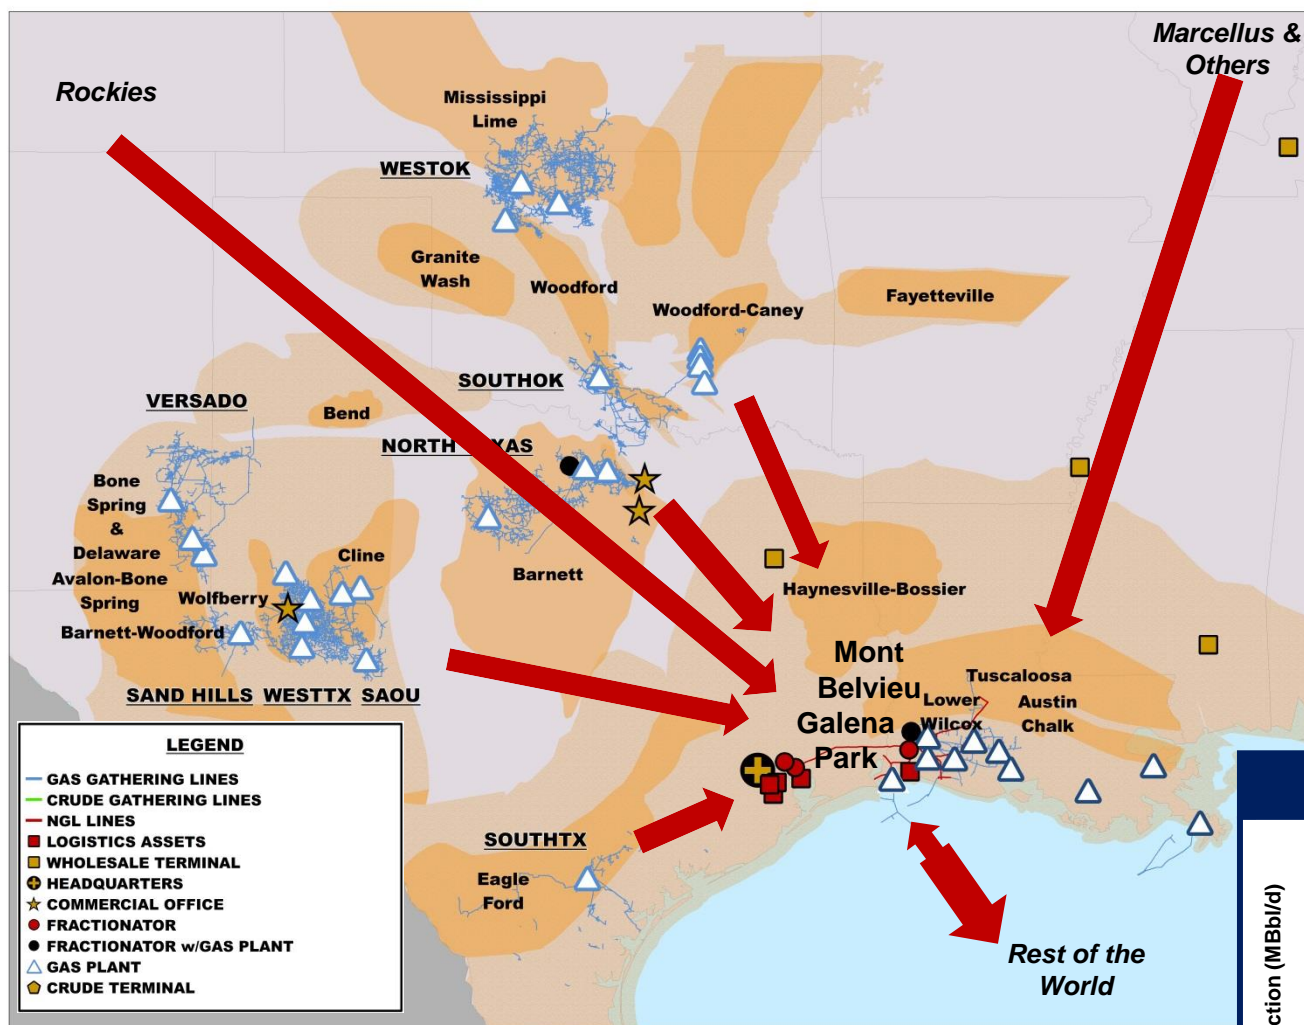 Marcellus &
Others
Rockies
Mississippi
Lime
WESTOK
Granite
Wash
Woodford
Woodford-Caney
Fayetteville
SOUTHOK
VERSADO
Bend
NORTH TEXAS
Bone
Spring
&
Delaware
Avalon-Bone
Spring
Cline
Wolfberry
Barnett-Woodford
Barnett
Haynesville-Bossier
SAND HILLS WESTTX SAOU
Mont
Belvieu
Galena
Park
Tuscaloosa
Lower
Wilcox
Austin
Chalk
SOUTHTX
Eagle
Ford
Rest of the
World
LEGEND
GAS GATHERING LINES
CRUDE GATHERING LINES
NGL LINES
LOGISTICS ASSETS
WHOLESALE TERMINAL
HEADQUARTERS
COMMERCIAL OFFICE
FRACTIONATOR
FRACTIONATOR w/GAS PLANT
GAS PLANT
CRUDE TERMINAL
ction (MBbl/d)